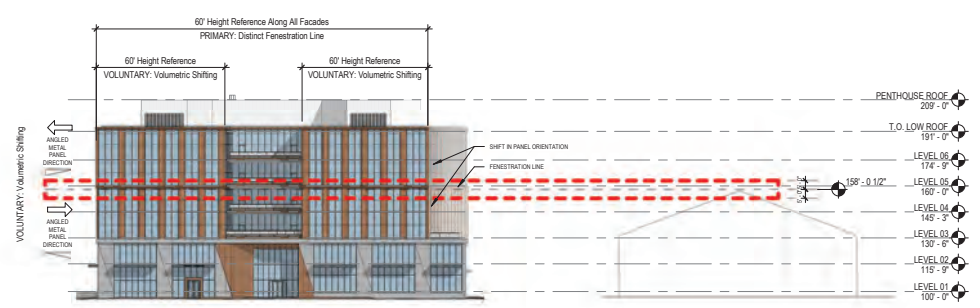 60' Height Reference Along All Facades
PRIMARY: Distinct Fenestration Line
60' Height Reference
VOLUNTARY: Volumetric Shifting
60' Height Reference
VOLUNTARY: Volumetric Shifting
VOLUNTARY: Volumetric Shifting
ANGLED
METAL
PANEL
DIRECTION
ANGLED
METAL
PANEL
DIRECTION
SHIFT IN PANEL ORIENTATION
FENESTRATION LINE
158' - 0 1/2"
PENTHOUSE ROOF
209' - 0"
T.O. LOW ROOF
191' - 0"
LEVEL 06
174' - 9"
LEVEL 05
160' - 0"
LEVEL 04
145' - 3"
LEVEL 03
130' - 6"
LEVEL 02
115' - 9"
LEVEL 01
100' - 0"